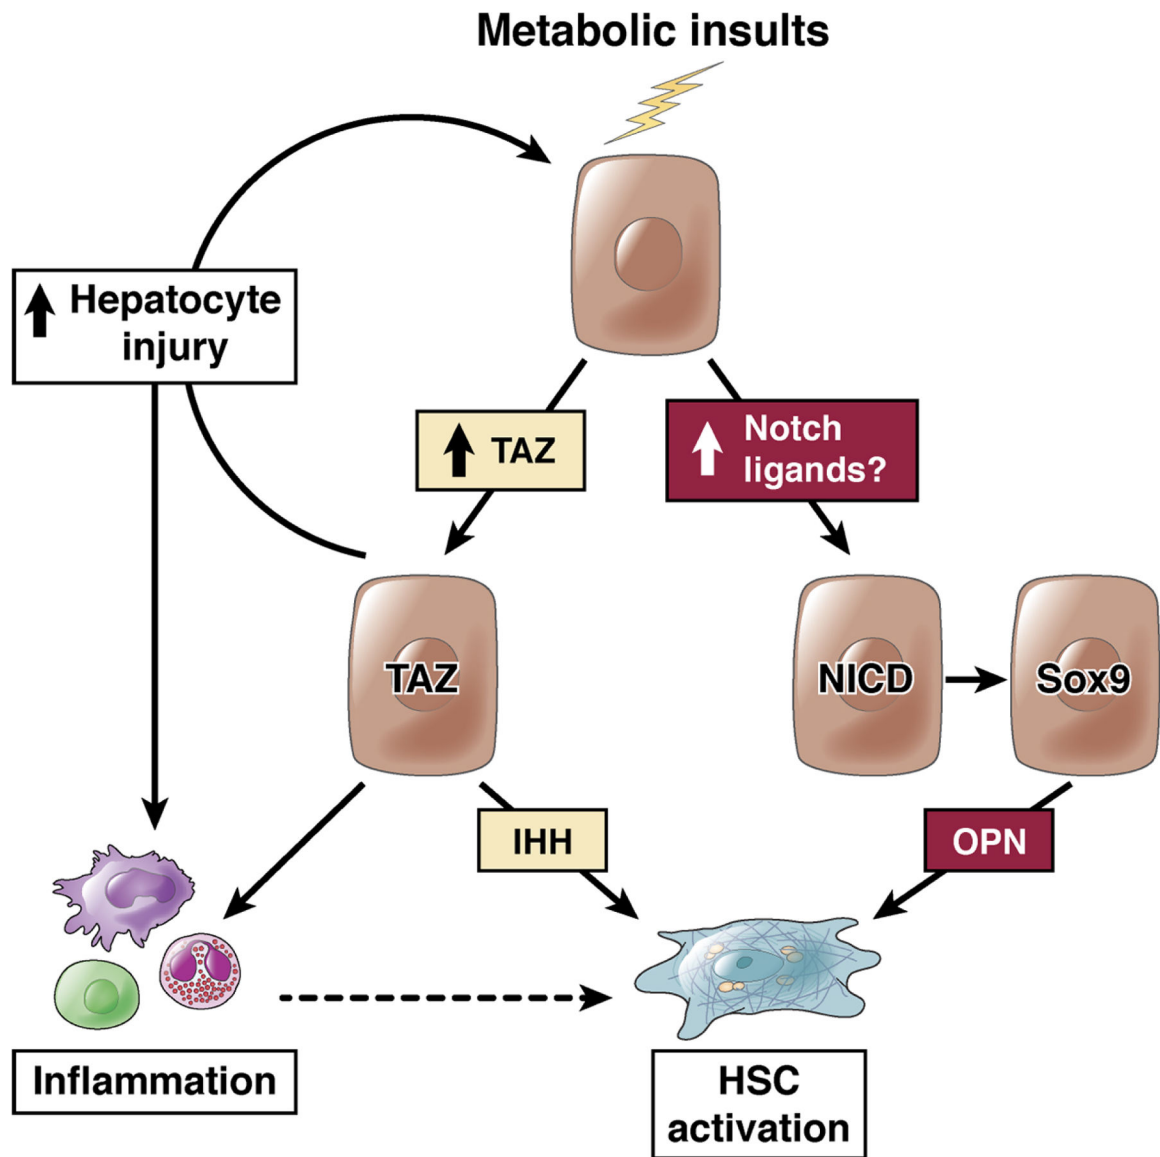 Metabolic insults
Hepatocyte
injury
TAZ
Notch
ligands?
TAZ
NICD
Sox9
IHH
OPN
Inflammation
HSC
activation